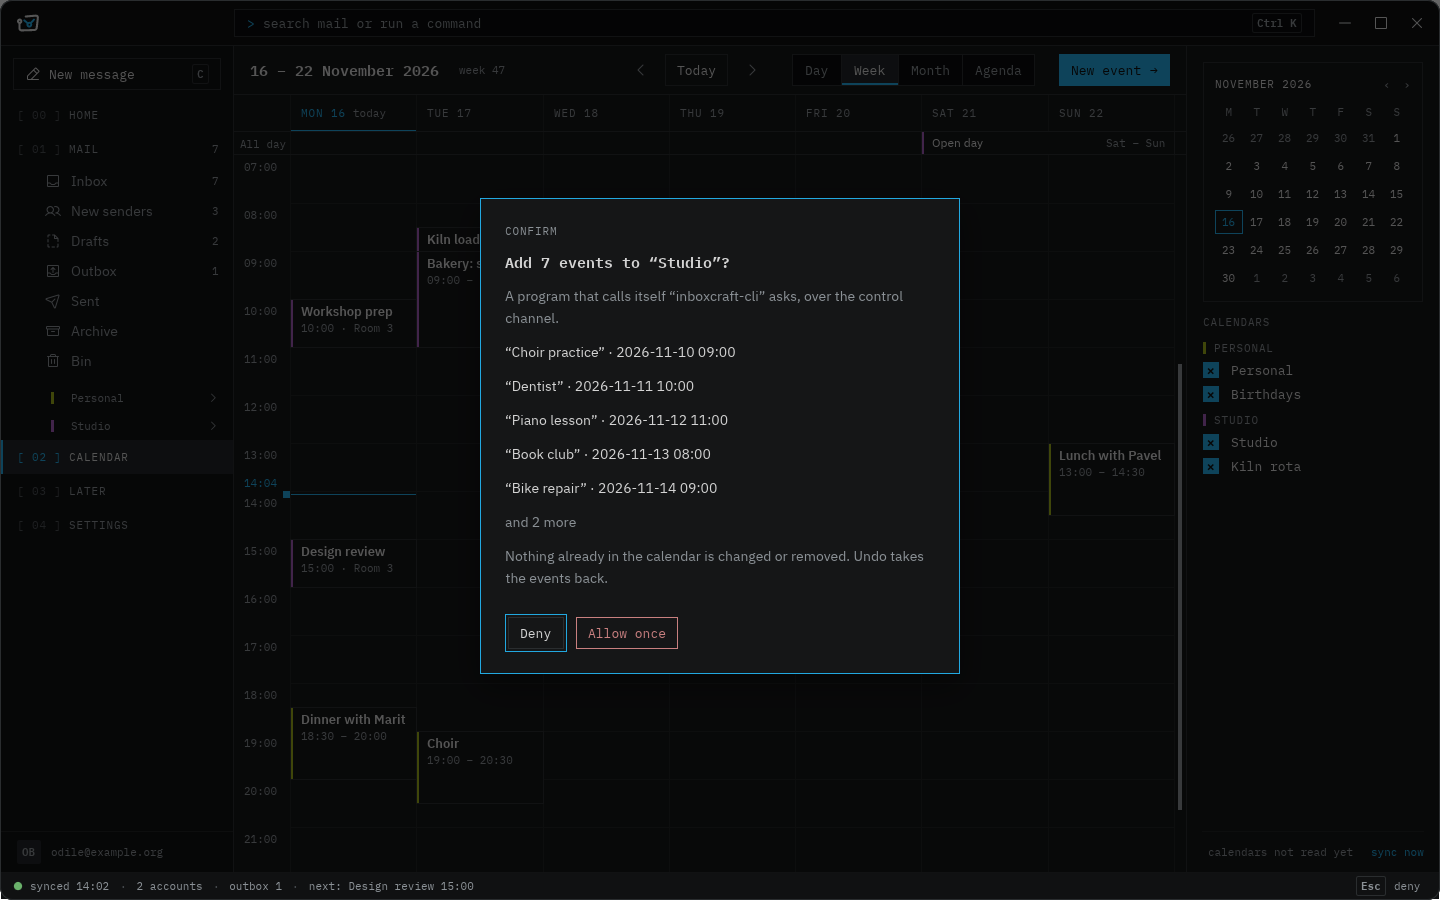 > search mail or run a command
Ctrl K
New message C
16 – 22 November 2026 week 47
Today
Day Week Month Agenda
New event →
[ 00 ] HOME
[ 01 ] MAIL 7
Inbox 7
New senders 3
Drafts 2
Outbox 1
Sent
Archive
Bin
Personal
Studio
[ 02 ] CALENDAR
[ 03 ] LATER
[ 04 ] SETTINGS
OB odile@example.org
MON 16 today TUE 17 WED 18 THU 19 FRI 20 SAT 21 SUN 22
All day
Open day Sat – Sun
07:00
08:00
09:00
10:00
11:00
12:00
13:00
14:04
14:00
15:00
16:00
17:00
18:00
19:00
20:00
21:00
Workshop prep
10:00 · Room 3
Design review
15:00 · Room 3
Dinner with Marit
18:30 – 20:00
Kiln load
Bakery: s
09:00 –
Choir
19:00 – 20:30
Lunch with Pavel
13:00 – 14:30
CONFIRM
Add 7 events to “Studio”?
A program that calls itself “inboxcraft-cli” asks, over the control
channel.
“Choir practice” · 2026-11-10 09:00
“Dentist” · 2026-11-11 10:00
“Piano lesson” · 2026-11-12 11:00
“Book club” · 2026-11-13 08:00
“Bike repair” · 2026-11-14 09:00
and 2 more
Nothing already in the calendar is changed or removed. Undo takes
the events back.
Deny Allow once
NOVEMBER 2026 ‹ ›
M T W T F S S
26 27 28 29 30 31 1
2 3 4 5 6 7 8
9 10 11 12 13 14 15
16 17 18 19 20 21 22
23 24 25 26 27 28 29
30 1 2 3 4 5 6
CALENDARS
PERSONAL
Personal
Birthdays
STUDIO
Studio
Kiln rota
calendars not read yet sync now
synced 14:02 · 2 accounts · outbox 1 · next: Design review 15:00
Esc deny